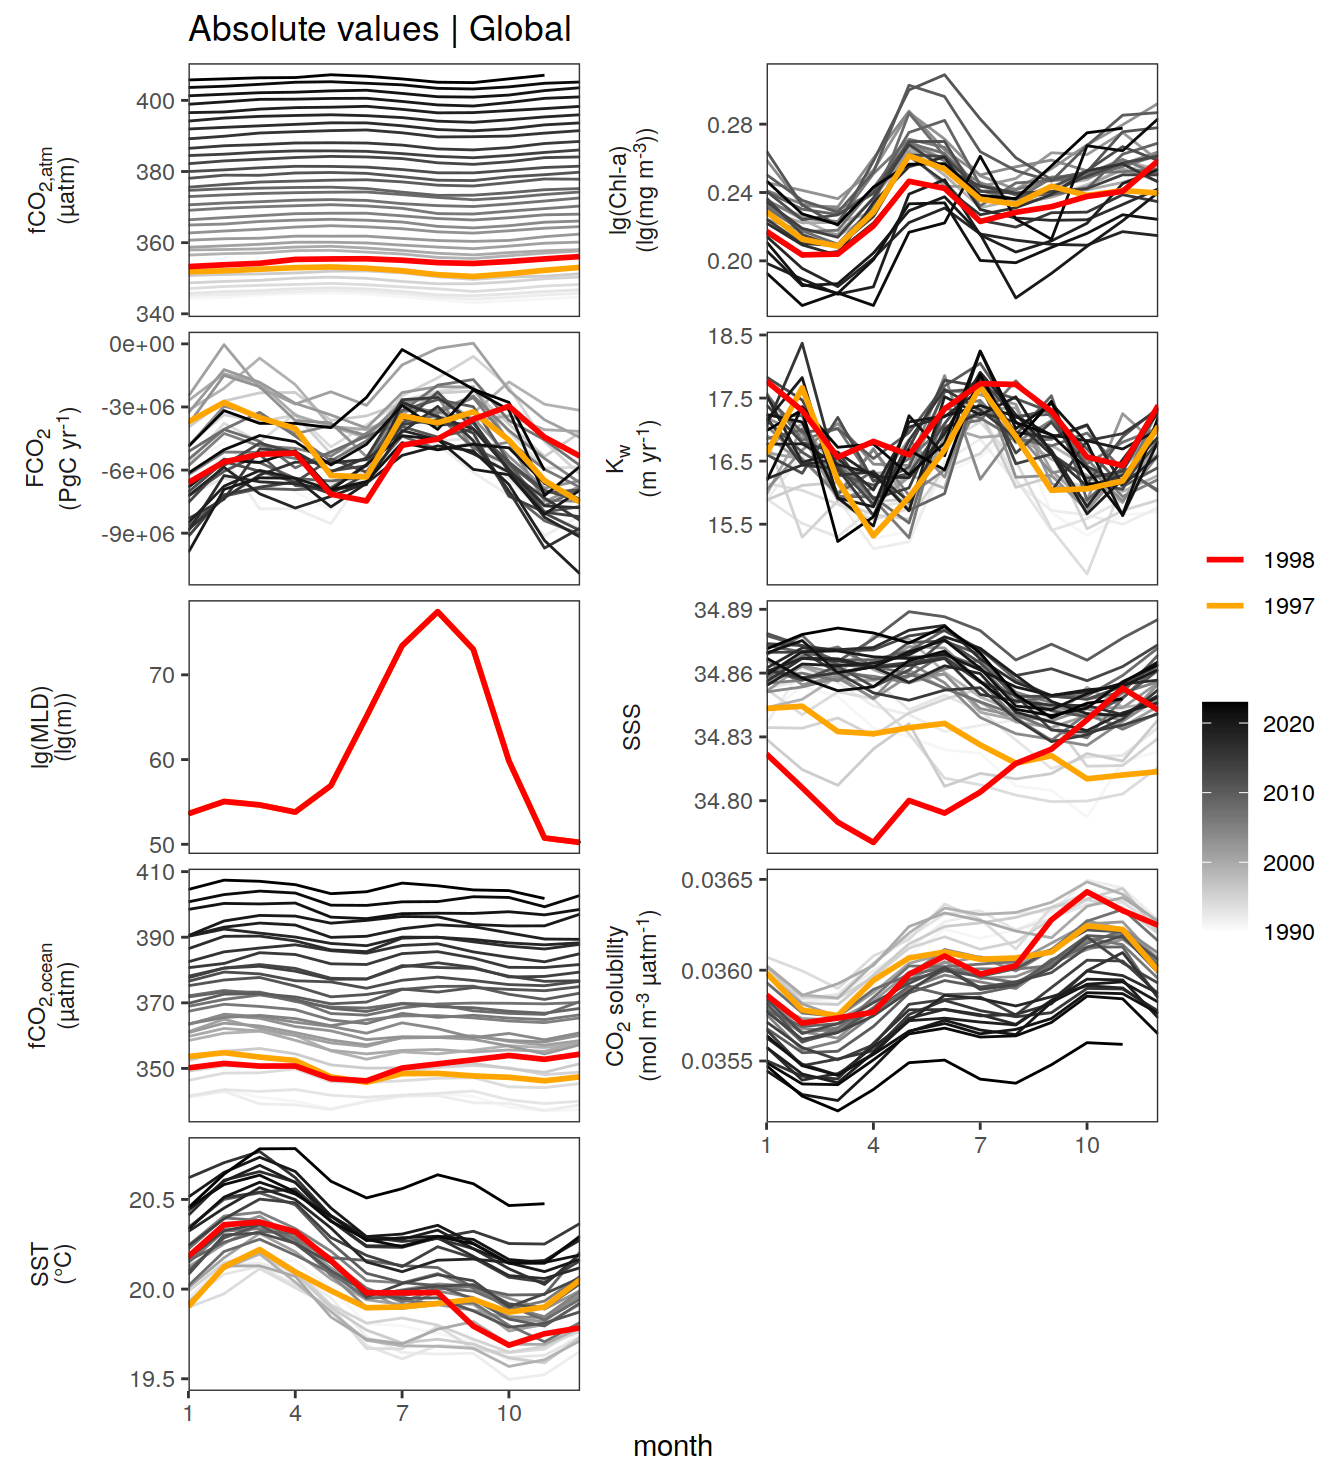 Absolute values | Global
fCO2,atm
(µatm)
400
380
360
340
lg(Chl-a)
(lg(mg m-3))
0.28
0.24
0.20
FCO2
(PgC yr-1)
0e+00
-3e+06
-6e+06
-9e+06
Kw
(m yr-1)
18.5
17.5
16.5
15.5
lg(MLD)
(lg(m))
70
60
50
SSS
34.89
34.86
34.83
34.80
fCO2,ocean
(µatm)
410
390
370
350
CO2 solubility
(mol m-3 µatm-1)
0.0365
0.0360
0.0355
1 4 7 10
SST
(°C)
20.5
20.0
19.5
1 4 7 10
month
1998
1997
2020
2010
2000
1990